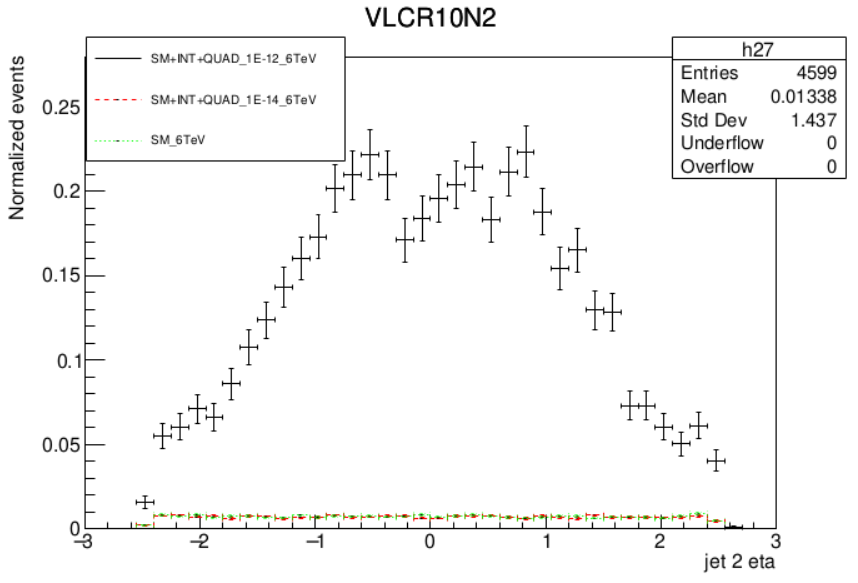 VLCR10N2
SM+INT+QUAD_1E-12_6TeV
SM+INT+QUAD_1E-14_6TeV
SM_6TeV
h27
Entries 4599
Mean 0.01338
Std Dev 1.437
Underflow 0
Overflow 0
Normalized events
0.25
0.2
0.15
0.1
0.05
0
−3 −2 −1 0 1 2 3
jet 2 eta